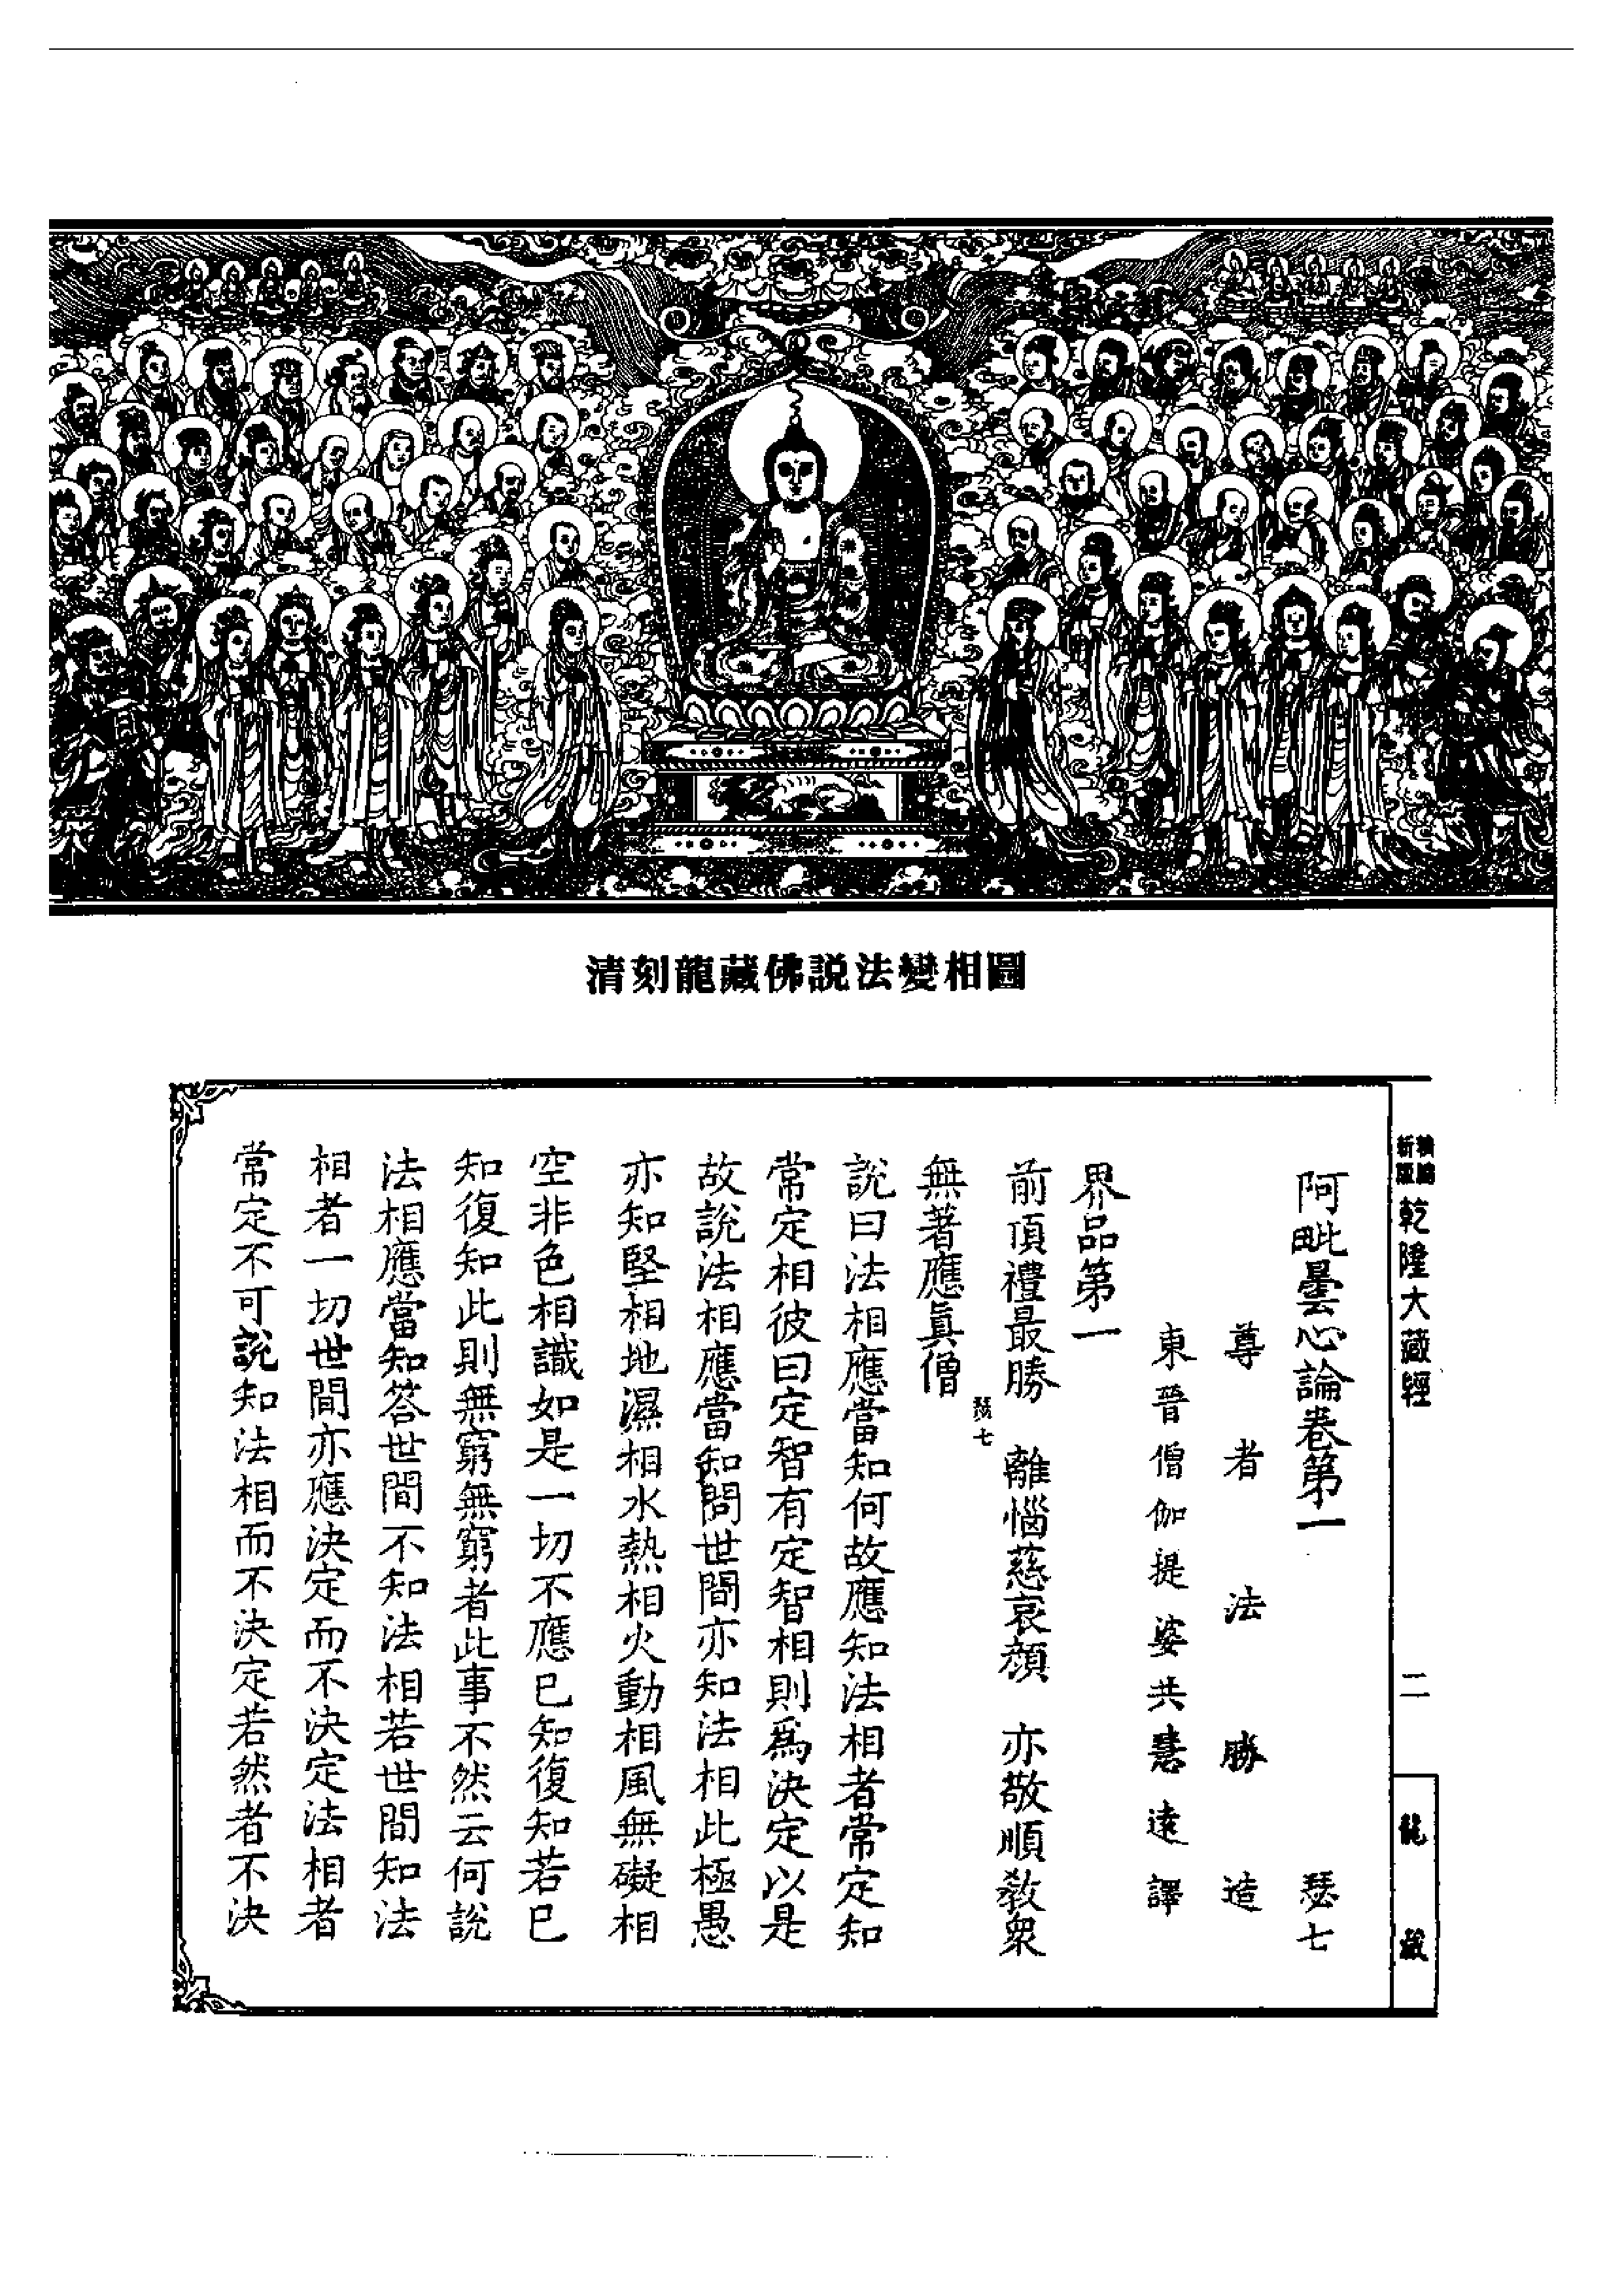 清刻龍藏佛説法變相圖
新版
精編
乾隆大藏經
二
龍藏
阿毗曇心論卷第一 瑟七
尊者法勝造
東晉僧伽提婆共慧遠譯
界品第一
前頂禮最勝 離惱慈哀顏 亦敬順教衆
無著應眞僧
瑟七
說曰法相應當知何故應知法相者常定知
常定相彼曰定智有定智相則爲決定以是
故說法相應當知問世間亦知法相此極愚
亦知堅相地濕相水熱相火動相風無礙相
空非色相識如是一切不應已知復知若已
知復知此則無窮無窮者此事不然云何說
法相應當知答世間不知法相若世間知法
相者一切世間亦應決定而不決定法相者
常定不可說知法相而不決定若然者不決